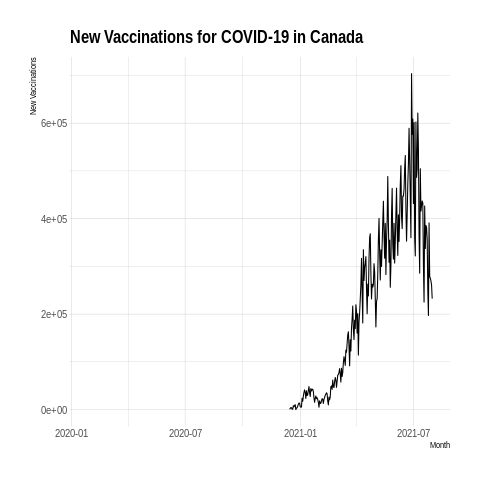 New Vaccinations for COVID-19 in Canada
New Vaccinations
6e+05
4e+05
2e+05
0e+00
2020-01
2020-07
2021-01
2021-07
Month